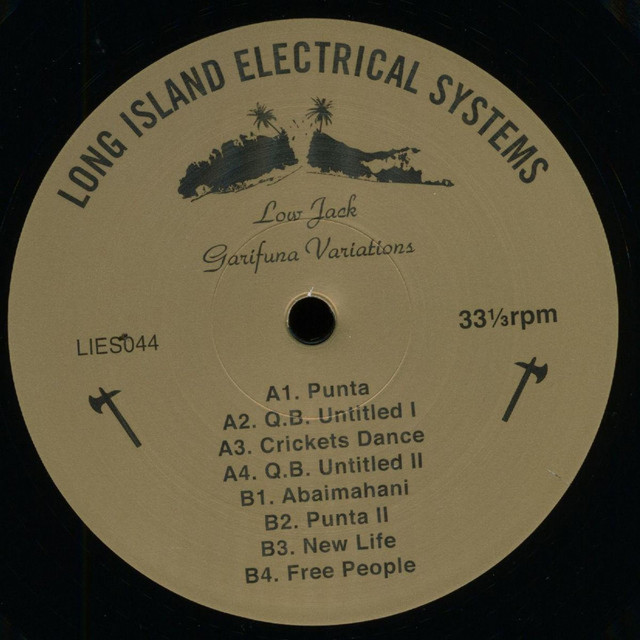 LONG ISLAND ELECTRICAL SYSTEMS
Low Jack
Garifuna Variations
33⅓rpm
LIES044
A1. Punta
A2. Q.B. Untitled I
A3. Crickets Dance
A4. Q.B. Untitled II
B1. Abaimahani
B2. Punta II
B3. New Life
B4. Free People